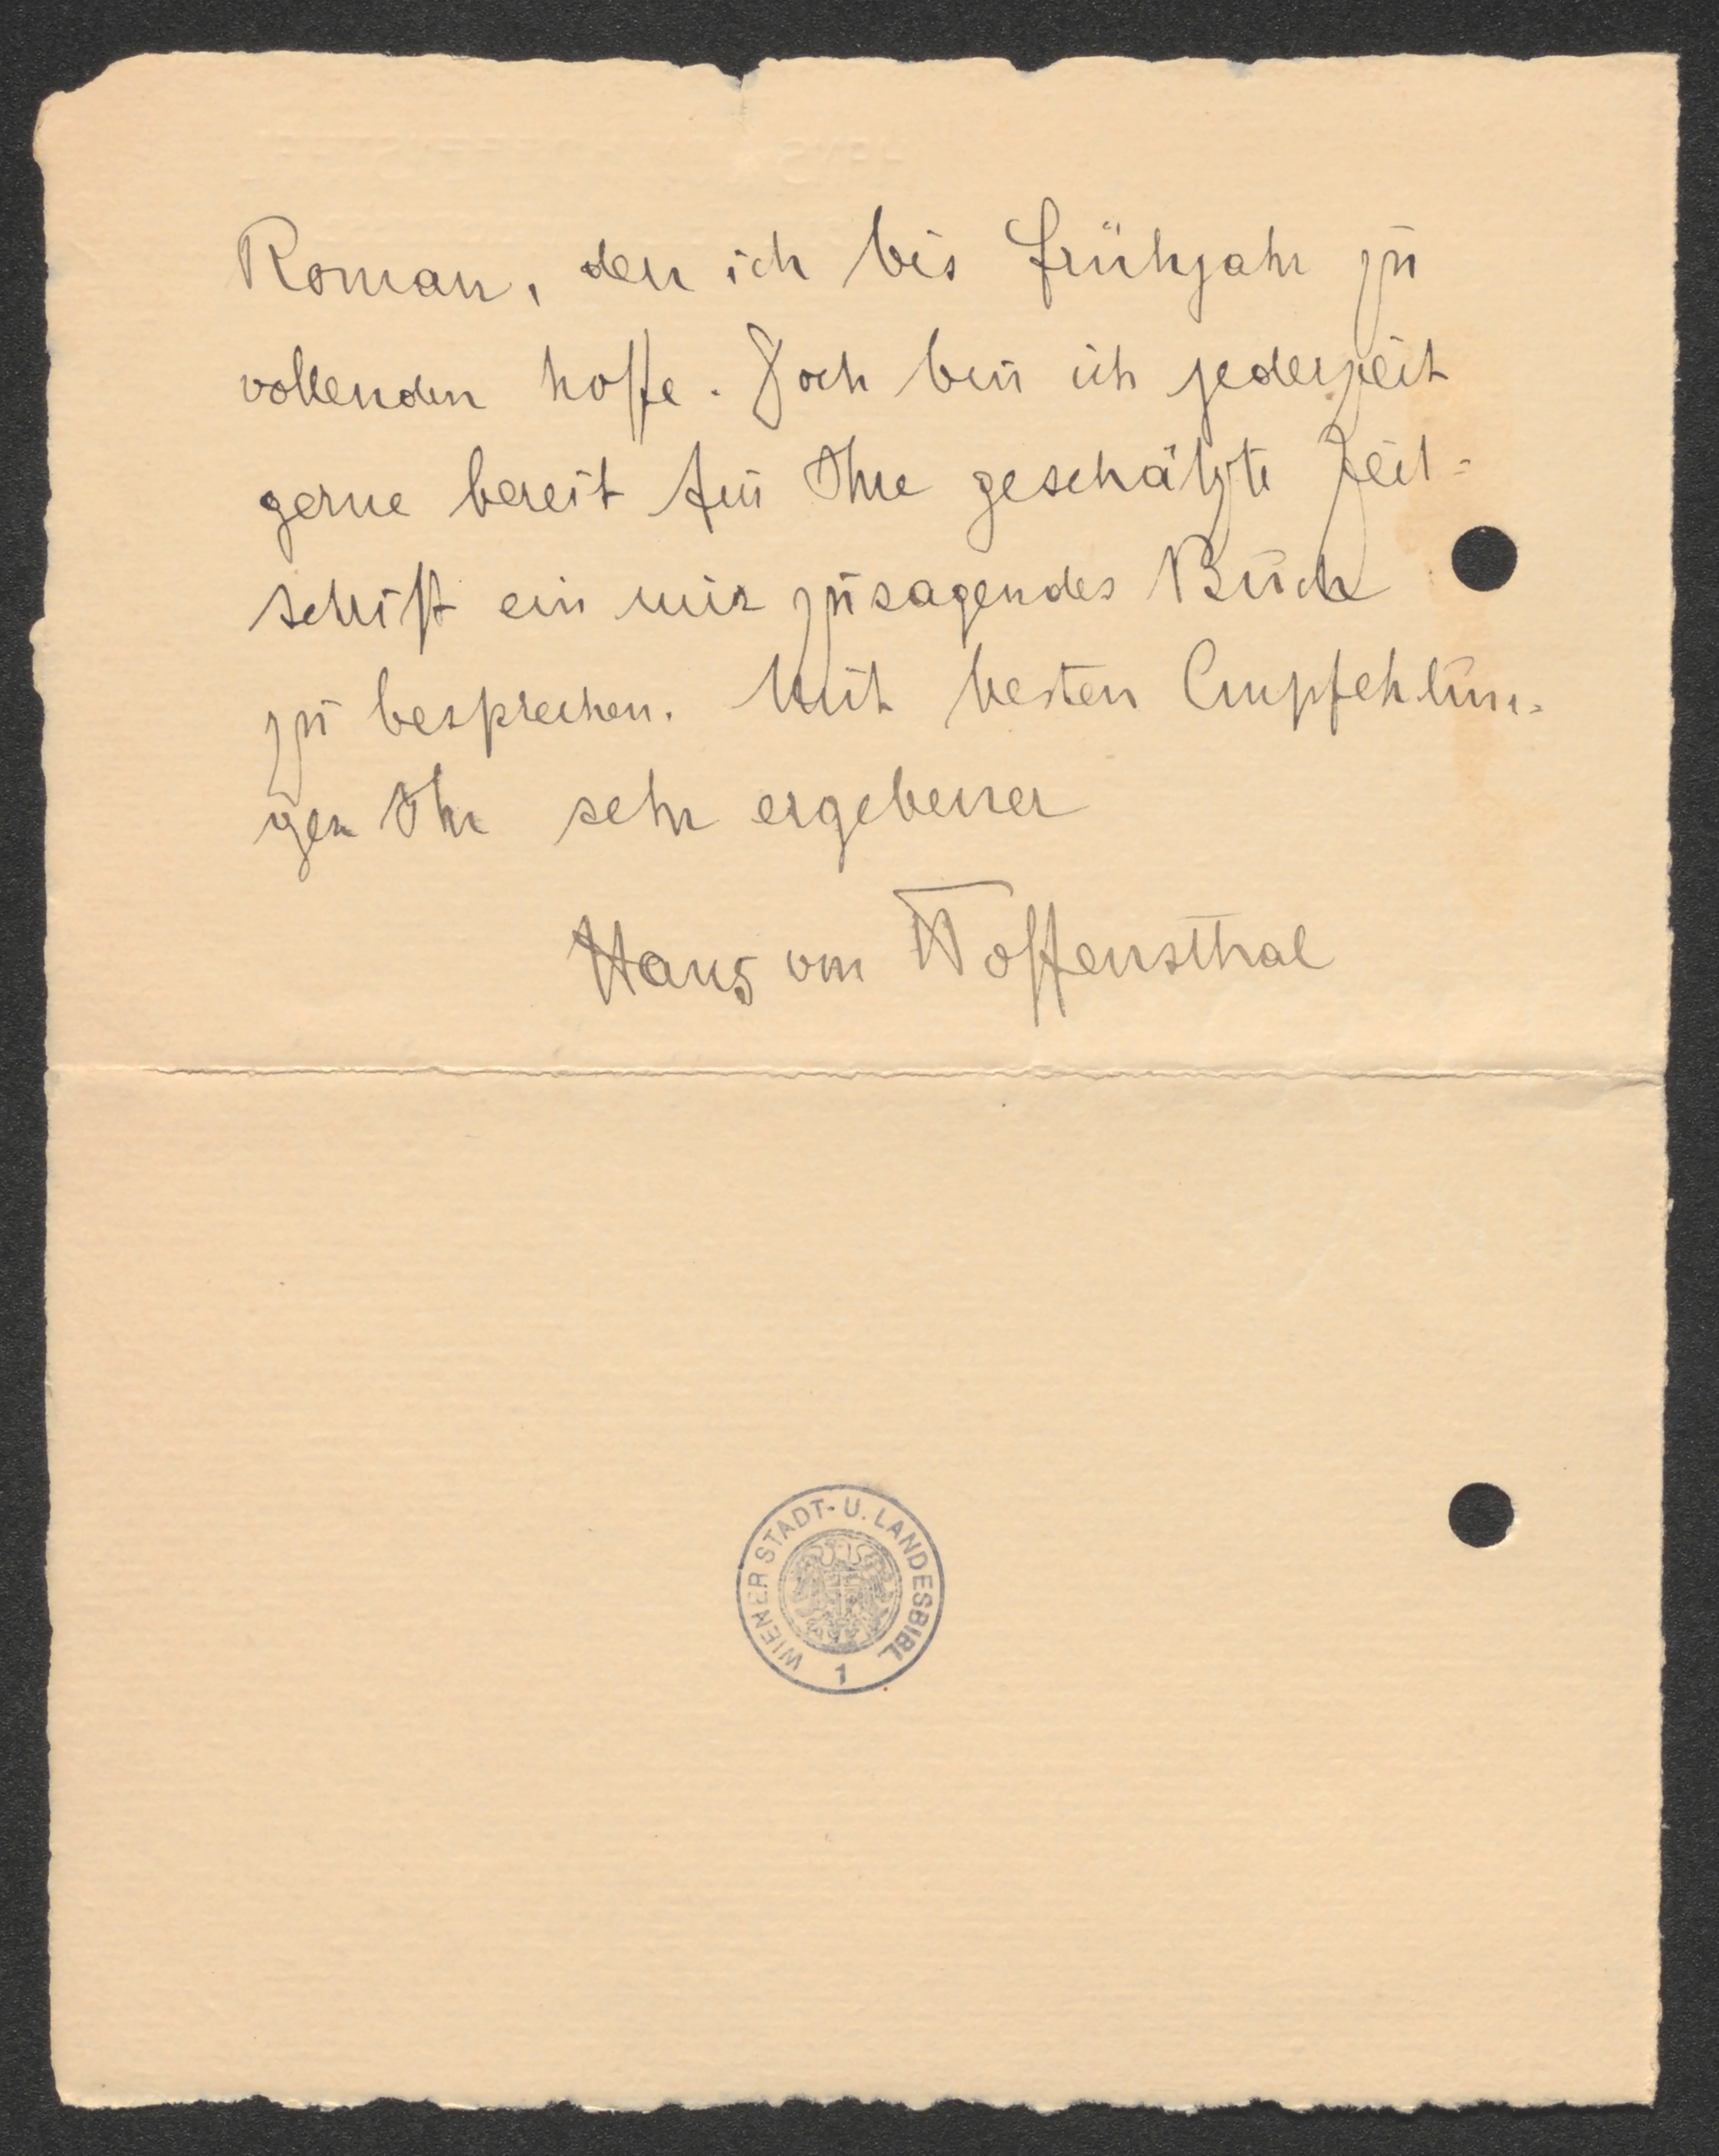 Roman, den ich bis Frühjahr zu
vollenden hoffe. Doch bin ich jederzeit
gerne bereit für Ihre geschätzte Zeit-
schrift ein mir zusagendes Buch
zu besprechen. Mit besten Empfehlun-
gen Ihr sehr ergebener
Hans von Hoffensthal
WIENER STADT- U. LANDESBIBL
1